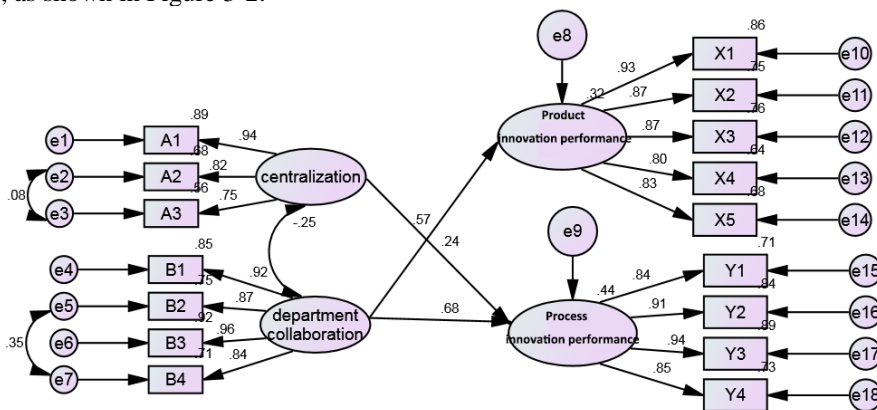 , as shown in Figure 3-2.
e8
.86
X1
e10
.93
.75
X2
e11
.32
.87
Product
innovation performance
.76
.87
X3
e12
.64
.80
X4
e13
.68
.83
X5
e14
.89
e1
A1
.94
.68
e2
A2
.82
centralization
.56
.08
e3
A3
.75
-.25
.57
.24
e9
.85
e4
B1
.92
.75
e5
B2
.87
department
collaboration
.92
.68
e6
B3
.96
.35
.71
e7
B4
.84
.71
Y1
e15
.84
.44
.84
Y2
e16
.91
Process
innovation performance
.89
Y3
e17
.94
.73
Y4
e18
.85